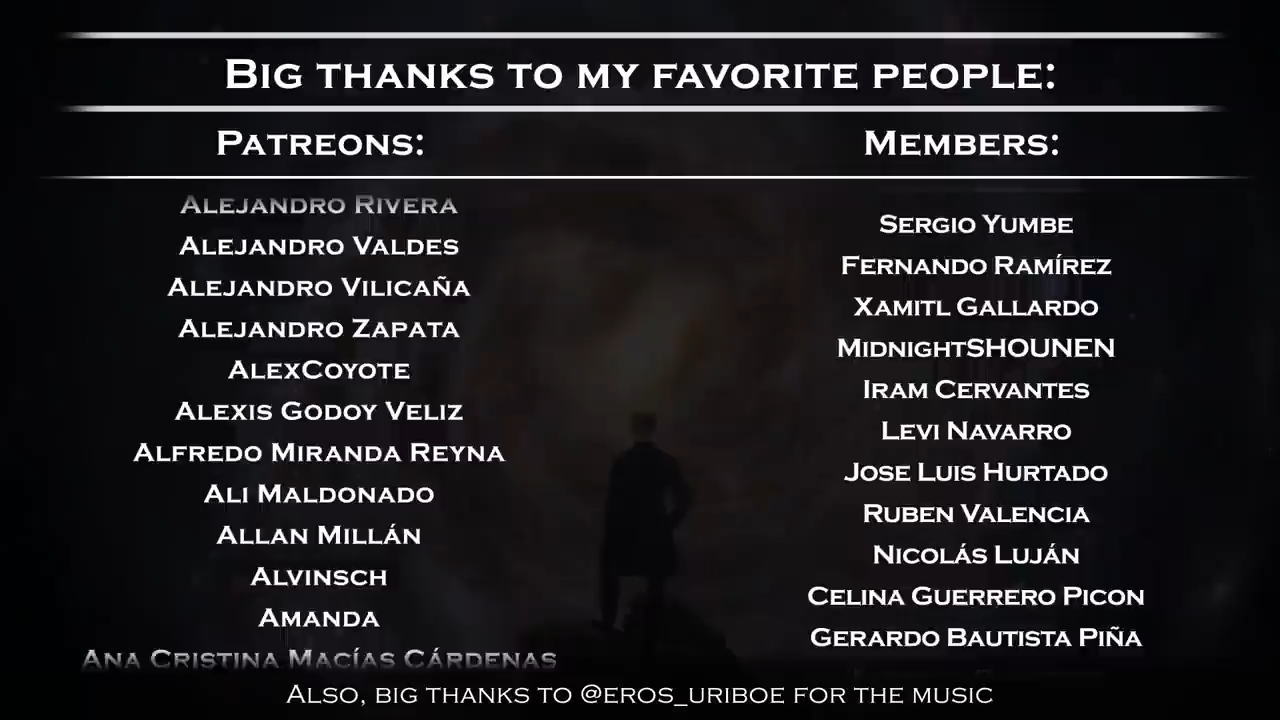 Big thanks to my favorite people:
Patreons:
Alejandro Rivera
Alejandro Valdes
Alejandro Vilicaña
Alejandro Zapata
AlexCoyote
Alexis Godoy Veliz
Alfredo Miranda Reyna
Ali Maldonado
Allan Millán
Alvinsch
Amanda
Ana Cristina Macías Cárdenas
Members:
Sergio Yumbe
Fernando Ramírez
Xamitl Gallardo
MidnightSHOUNEN
Iram Cervantes
Levi Navarro
Jose Luis Hurtado
Ruben Valencia
Nicolás Luján
Celina Guerrero Picon
Gerardo Bautista Piña
Also, big thanks to @eros_uriboe for the music